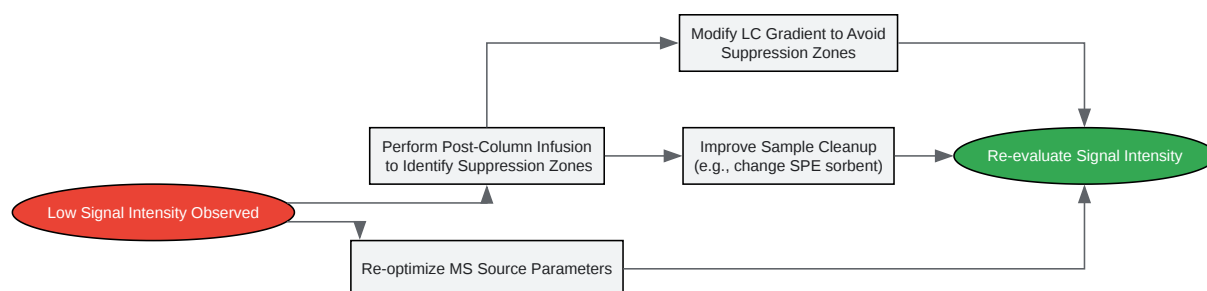 Modify LC Gradient to Avoid
Suppression Zones
Perform Post-Column Infusion
to Identify Suppression Zones
Improve Sample Cleanup
(e.g., change SPE sorbent)
Re-evaluate Signal Intensity
Low Signal Intensity Observed
Re-optimize MS Source Parameters